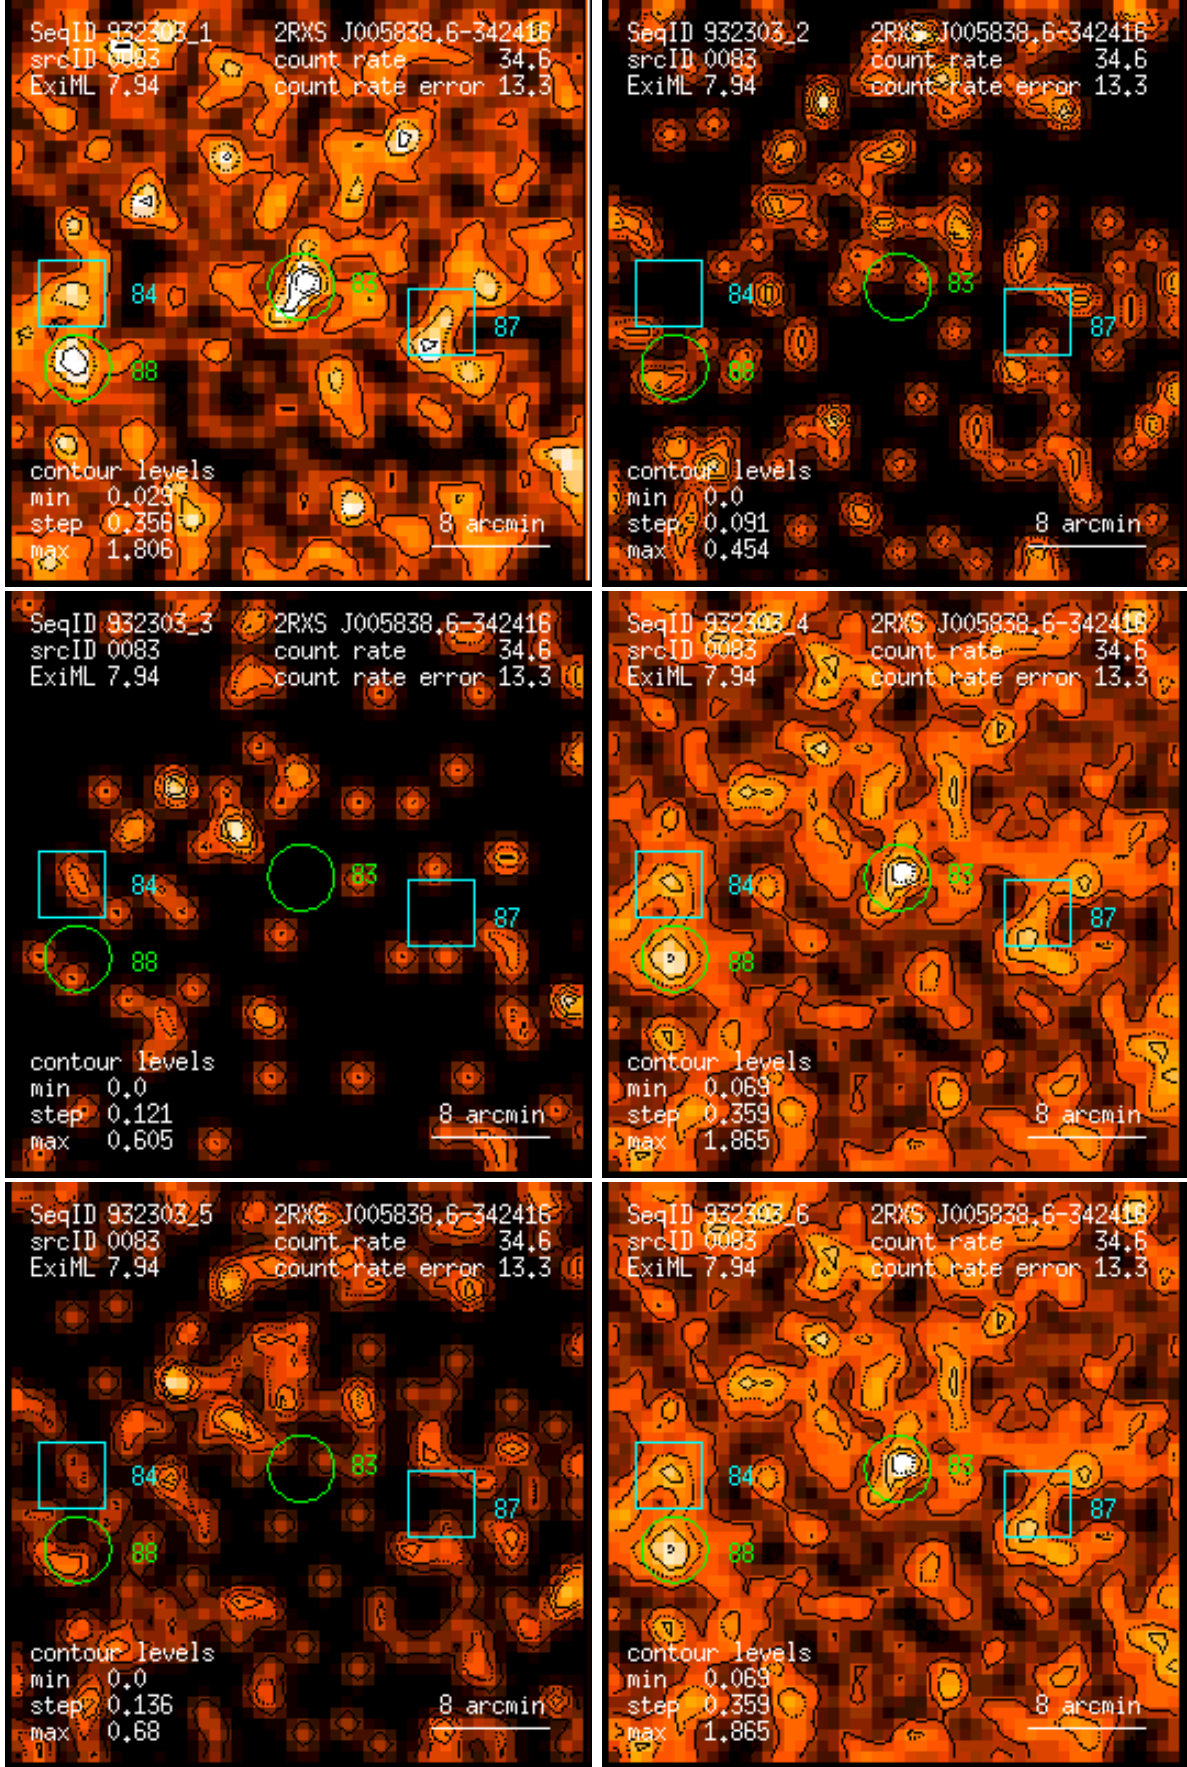 SeqID 932303_1 2RXS J005838.6-342416
srcID 0083 count rate 34.6
ExiML 7.94 count rate error 13.3
84
83
87
88
contour levels
min 0.029
step 0.356
max 1.806
8 arcmin
SeqID 932303_2 2RXS J005838.6-342416
srcID 0083 count rate 34.6
ExiML 7.94 count rate error 13.3
84
83
87
88
contour levels
min 0.0
step 0.091
max 0.454
8 arcmin
SeqID 932303_3 2RXS J005838.6-342416
srcID 0083 count rate 34.6
ExiML 7.94 count rate error 13.3
84
83
87
88
contour levels
min 0.0
step 0.121
max 0.605
8 arcmin
SeqID 932303_4 2RXS J005838.6-342416
srcID 0083 count rate 34.6
ExiML 7.94 count rate error 13.3
84
83
87
88
contour levels
min 0.069
step 0.359
max 1.865
8 arcmin
SeqID 932303_5 2RXS J005838.6-342416
srcID 0083 count rate 34.6
ExiML 7.94 count rate error 13.3
84
83
87
88
contour levels
min 0.0
step 0.136
max 0.68
8 arcmin
SeqID 932303_6 2RXS J005838.6-342416
srcID 0083 count rate 34.6
ExiML 7.94 count rate error 13.3
84
83
87
88
contour levels
min 0.069
step 0.359
max 1.865
8 arcmin